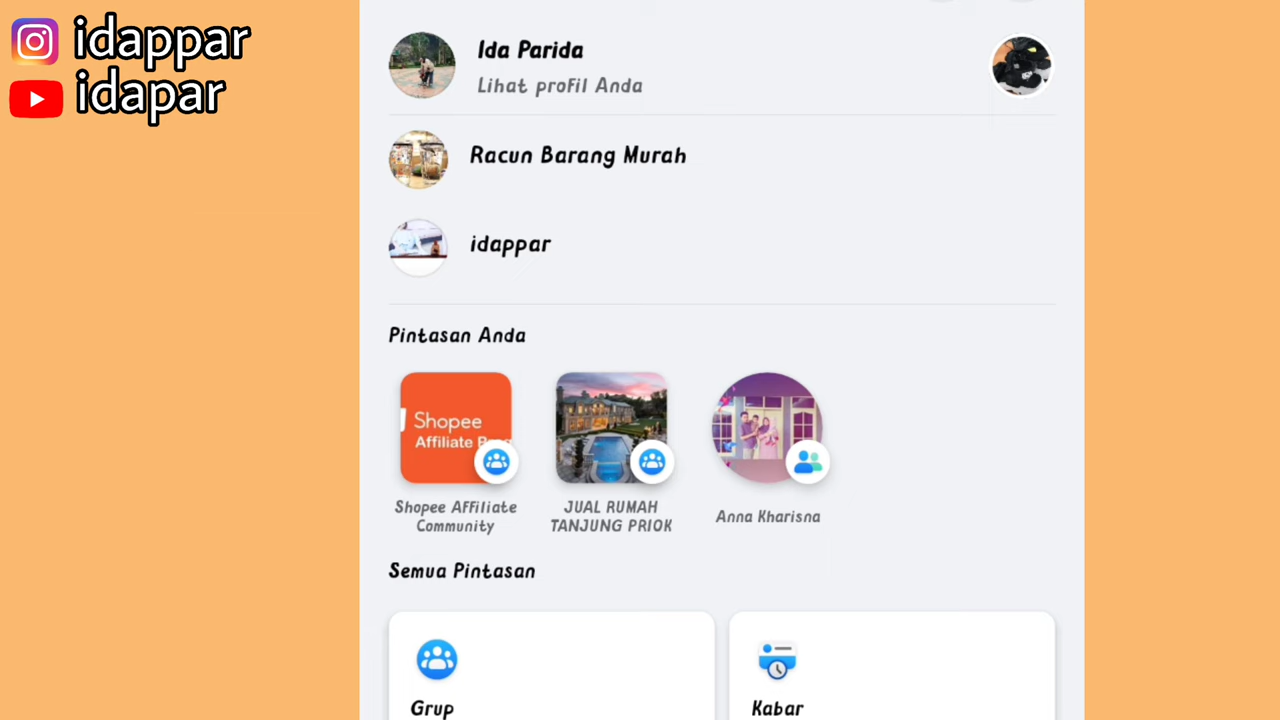 idappar
idapar
Ida Parida
Lihat profil Anda
Racun Barang Murah
idappar
Pintasan Anda
Shopee
Affiliate
Shopee Affiliate
Community
JUAL RUMAH
TANJUNG PRIOK
Anna Kharisna
Semua Pintasan
Grup
Kabar